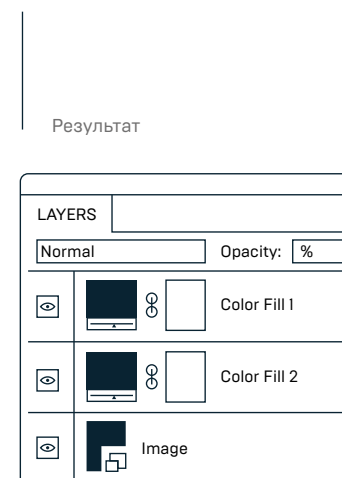 Результат
LAYERS
Normal Opacity: %
Color Fill 1
Color Fill 2
Image